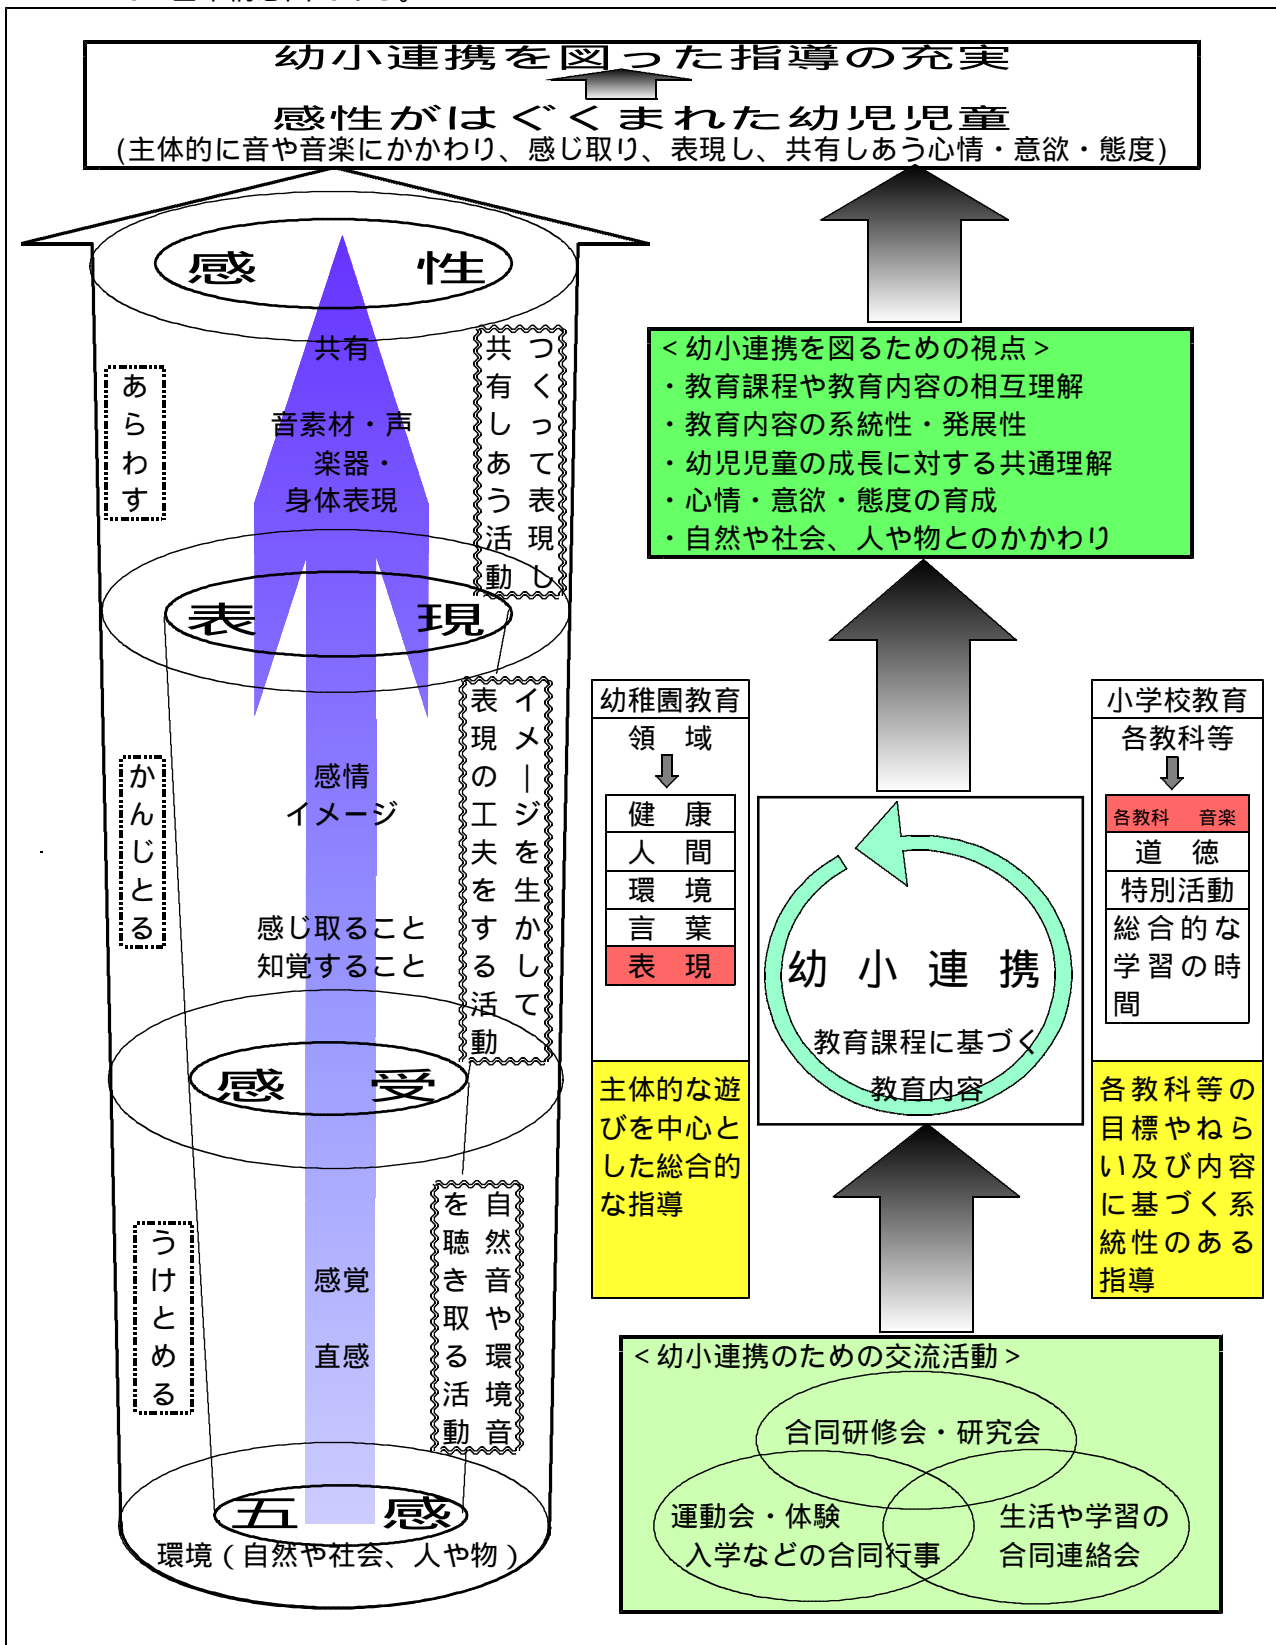 幼小連携を図った指導の充実
感性がはぐくまれた幼児児童
(主体的に音や音楽にかかわり、感じ取り、表現し、共有しあう心情・意欲・態度)
感 性
共有
音素材・声
楽器・
身体表現
あらわす
つくって表現し
共有しあう活動
表 現
感情
イメージ
感じ取ること
知覚すること
かんじとる
イメージを生かして
表現の工夫をする活動
感 受
感覚
直感
うけとめる
自然音や環境音
を聴き取る活動
五 感
環境(自然や社会、人や物)
<幼小連携を図るための視点>
・教育課程や教育内容の相互理解
・教育内容の系統性・発展性
・幼児児童の成長に対する共通理解
・心情・意欲・態度の育成
・自然や社会、人や物とのかかわり
幼稚園教育
領 域
健 康
人 間
環 境
言 葉
表 現
主体的な遊
びを中心と
した総合的
な指導
幼 小 連 携
教育課程に基づく
教育内容
小学校教育
各教科等
各教科 音楽
道 徳
特別活動
総合的な
学習の時
間
各教科等の
目標やねら
い及び内容
に基づく系
統性のある
指導
<幼小連携のための交流活動>
合同研修会・研究会
運動会・体験
入学などの合同行事
生活や学習の
合同連絡会